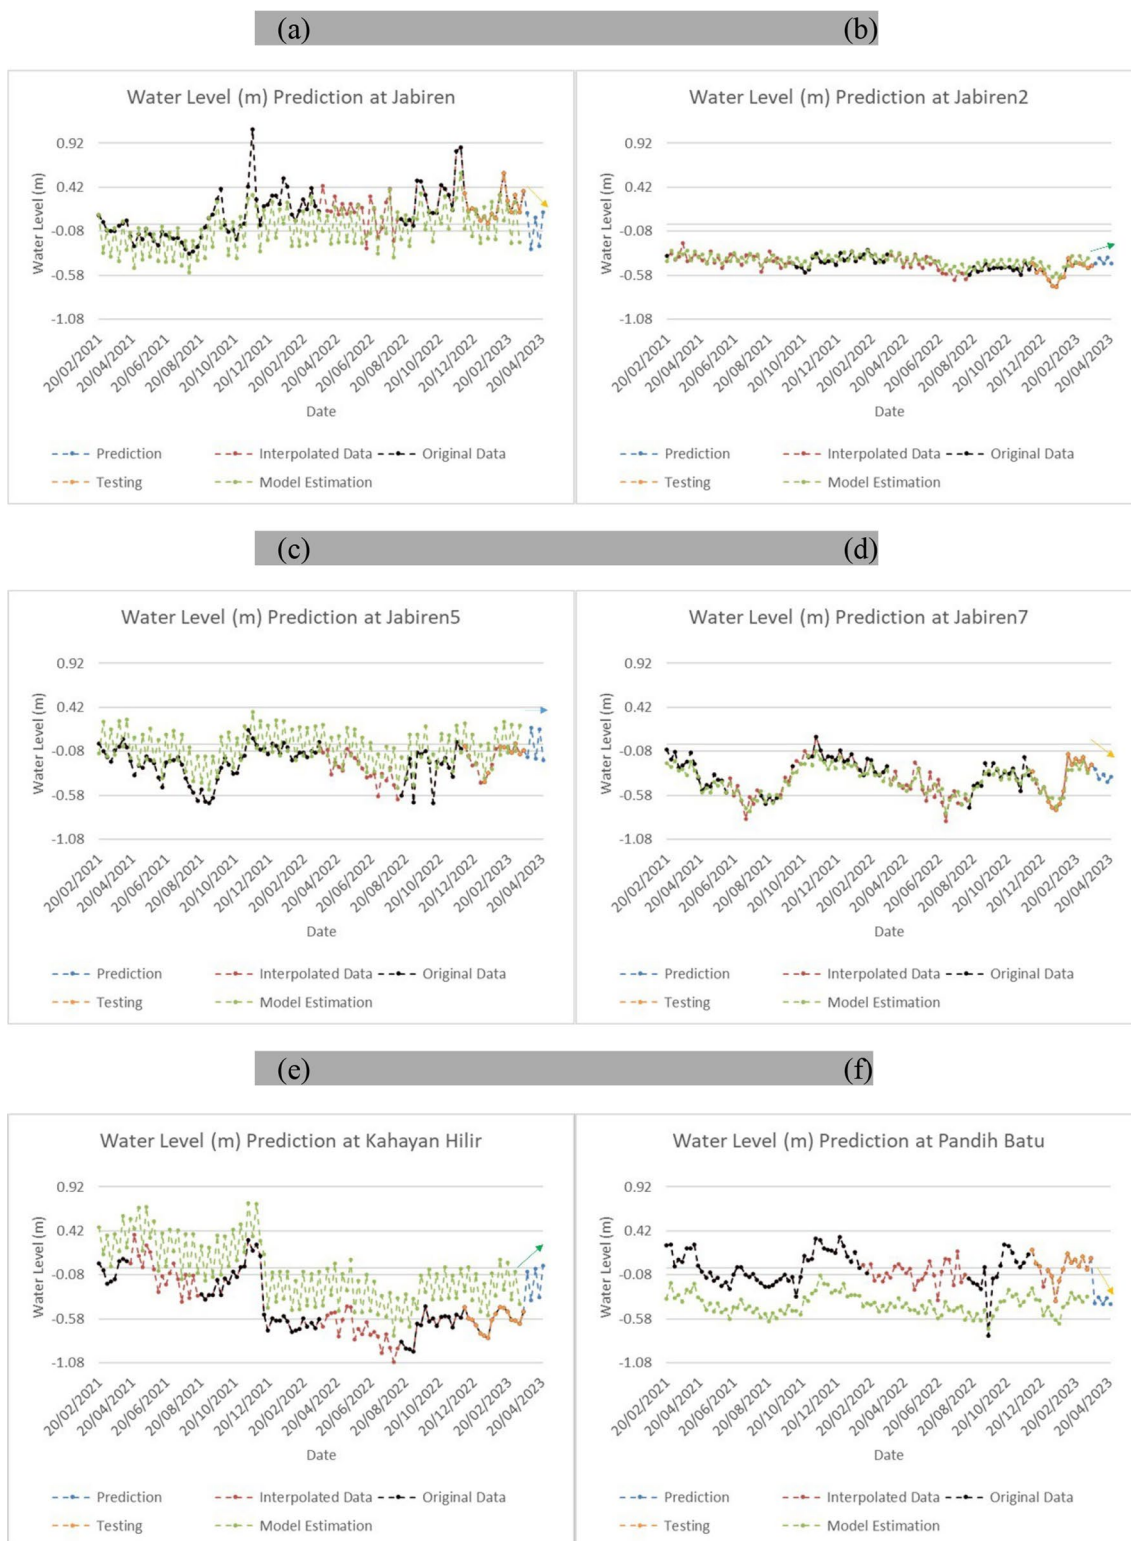 (a) (b)
Water Level (m) Prediction at Jabiren
Water Level (m)
0.92
0.42
-0.08
-0.58
-1.08
20/02/2021 20/04/2021 20/06/2021 20/08/2021 20/10/2021 20/12/2021 20/02/2022 20/04/2022 20/06/2022 20/08/2022 20/10/2022 20/12/2022 20/02/2023 20/04/2023
Date
Prediction Interpolated Data Original Data
Testing Model Estimation
Water Level (m) Prediction at Jabiren2
Water Level (m)
0.92
0.42
-0.08
-0.58
-1.08
20/02/2021 20/04/2021 20/06/2021 20/08/2021 20/10/2021 20/12/2021 20/02/2022 20/04/2022 20/06/2022 20/08/2022 20/10/2022 20/12/2022 20/02/2023 20/04/2023
Date
Prediction Interpolated Data Original Data
Testing Model Estimation
(c) (d)
Water Level (m) Prediction at Jabiren5
Water Level (m)
0.92
0.42
-0.08
-0.58
-1.08
20/02/2021 20/04/2021 20/06/2021 20/08/2021 20/10/2021 20/12/2021 20/02/2022 20/04/2022 20/06/2022 20/08/2022 20/10/2022 20/12/2022 20/02/2023 20/04/2023
Date
Prediction Interpolated Data Original Data
Testing Model Estimation
Water Level (m) Prediction at Jabiren7
Water Level (m)
0.92
0.42
-0.08
-0.58
-1.08
20/02/2021 20/04/2021 20/06/2021 20/08/2021 20/10/2021 20/12/2021 20/02/2022 20/04/2022 20/06/2022 20/08/2022 20/10/2022 20/12/2022 20/02/2023 20/04/2023
Date
Prediction Interpolated Data Original Data
Testing Model Estimation
(e) (f)
Water Level (m) Prediction at Kahayan Hilir
Water Level (m)
0.92
0.42
-0.08
-0.58
-1.08
20/02/2021 20/04/2021 20/06/2021 20/08/2021 20/10/2021 20/12/2021 20/02/2022 20/04/2022 20/06/2022 20/08/2022 20/10/2022 20/12/2022 20/02/2023 20/04/2023
Date
Prediction Interpolated Data Original Data
Testing Model Estimation
Water Level (m) Prediction at Pandih Batu
Water Level (m)
0.92
0.42
-0.08
-0.58
-1.08
20/02/2021 20/04/2021 20/06/2021 20/08/2021 20/10/2021 20/12/2021 20/02/2022 20/04/2022 20/06/2022 20/08/2022 20/10/2022 20/12/2022 20/02/2023 20/04/2023
Date
Prediction Interpolated Data Original Data
Testing Model Estimation